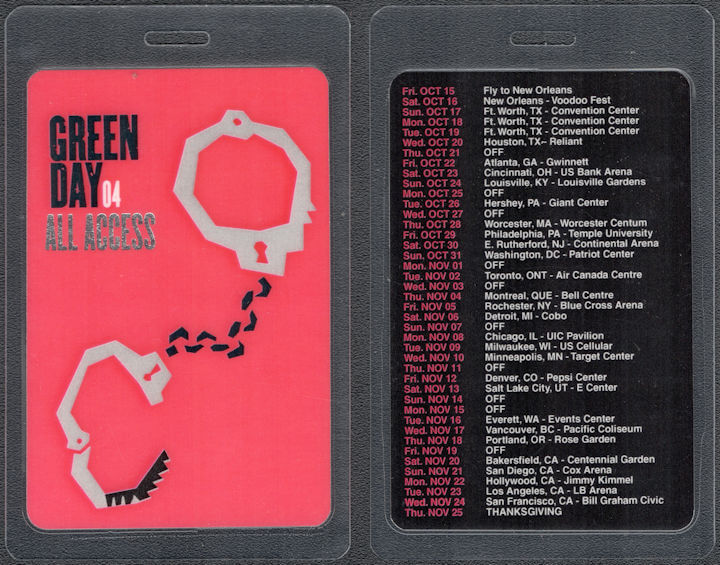 GREEN
DAY 04
ALL ACCESS
Fri. OCT 15 Fly to New Orleans
Sat. OCT 16 New Orleans - Voodoo Fest
Sun. OCT 17 Ft. Worth, TX - Convention Center
Mon. OCT 18 Ft. Worth, TX - Convention Center
Tue. OCT 19 Ft. Worth, TX - Convention Center
Wed. OCT 20 Houston, TX~ Reliant
Thu. OCT 21 OFF
Fri. OCT 22 Atlanta, GA - Gwinnett
Sat. OCT 23 Cincinnati, OH - US Bank Arena
Sun. OCT 24 Louisville, KY - Louisville Gardens
Mon. OCT 25 OFF
Tue. OCT 26 Hershey, PA - Giant Center
Wed. OCT 27 OFF
Thu. OCT 28 Worcester, MA - Worcester Centum
Fri. OCT 29 Philadelphia, PA - Temple University
Sat. OCT 30 E. Rutherford, NJ - Continental Arena
Sun. OCT 31 Washington, DC - Patriot Center
Mon. NOV 01 OFF
Tue. NOV 02 Toronto, ONT - Air Canada Centre
Wed. NOV 03 OFF
Thu. NOV 04 Montreal, QUE - Bell Centre
Fri. NOV 05 Rochester, NY - Blue Cross Arena
Sat. NOV 06 Detroit, MI - Cobo
Sun. NOV 07 OFF
Mon. NOV 08 Chicago, IL - UIC Pavilion
Tue. NOV 09 Milwaukee, WI - US Cellular
Wed. NOV 10 Minneapolis, MN - Target Center
Thu. NOV 11 OFF
Fri. NOV 12 Denver, CO - Pepsi Center
Sat. NOV 13 Salt Lake City, UT - E Center
Sun. NOV 14 OFF
Mon. NOV 15 OFF
Tue. NOV 16 Everett, WA - Events Center
Wed. NOV 17 Vancouver, BC - Pacific Coliseum
Thu. NOV 18 Portland, OR - Rose Garden
Fri. NOV 19 OFF
Sat. NOV 20 Bakersfield, CA - Centennial Garden
Sun. NOV 21 San Diego, CA - Cox Arena
Mon. NOV 22 Hollywood, CA - Jimmy Kimmel
Tue. NOV 23 Los Angeles, CA - LB Arena
Wed. NOV 24 San Francisco, CA - Bill Graham Civic
Thu. NOV 25 THANKSGIVING